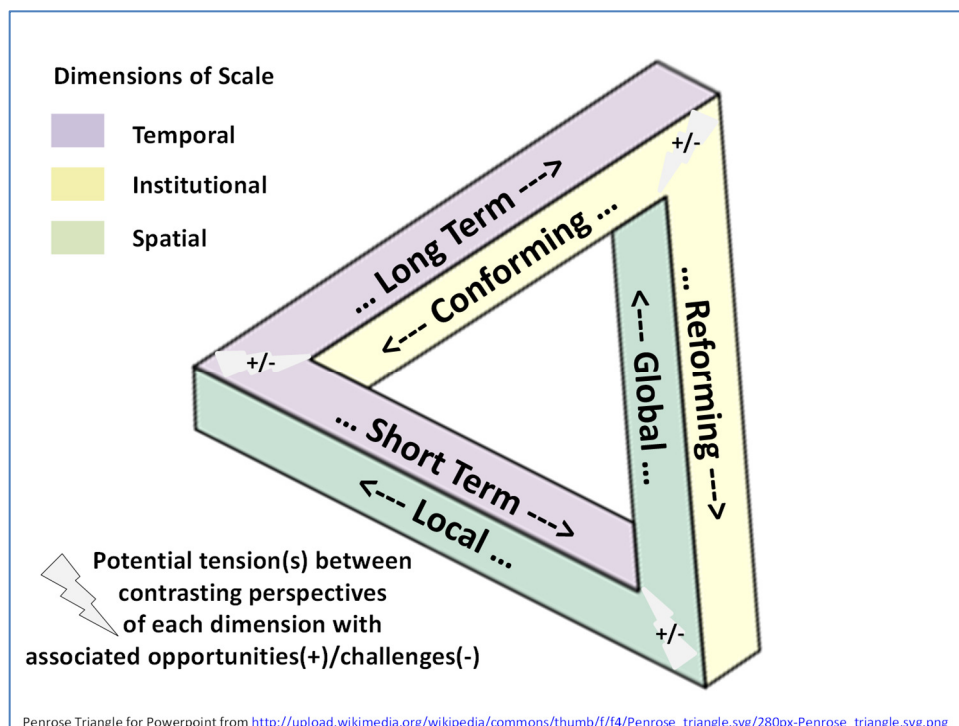 Dimensions of Scale
Temporal
Institutional
Spatial
... Long Term --->
<--- Conforming ...
+/-
... Reforming --->
<--- Global ...
+/-
... Short Term --->
<--- Local ...
+/-
Potential tension(s) between
contrasting perspectives
of each dimension with
associated opportunities(+)/challenges(-)
Penrose Triangle for Powerpoint from http://upload.wikimedia.org/wikipedia/commons/thumb/f/f4/Penrose_triangle.svg/280px-Penrose_triangle.svg.png